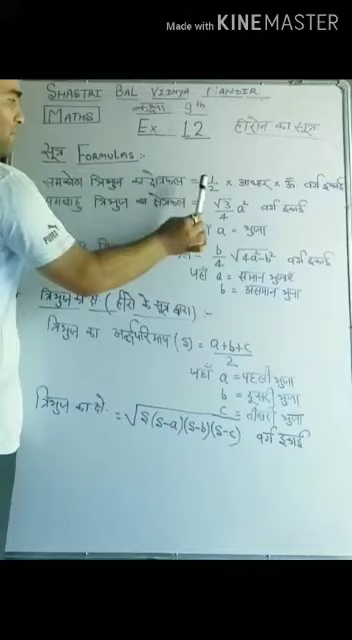 Made with KINEMASTER
SHASTRI BAL VIDHYA MANDIR
MATHS
कक्षा 9th
Ex 12
हीरोन का सूत्र
सूत्र FORMULAS :-
समकोण त्रिभुज का क्षेत्रफल = 1/2 × आधार × ऊँ वर्ग इकाई
समबाहु त्रिभुज का क्षेत्रफल = √3/4 a² वर्ग इकाई
a = भुजा
b/4 √4a²-b² वर्ग इकाई
यहाँ a = समान भुजाएँ
b = असमान भुजा
त्रिभुज का क्षे. (हीरो के सूत्र द्वारा) :-
त्रिभुज का अर्द्धपरिमाप (S) = a+b+c/2
यहाँ a = पहली भुजा
b = दूसरी भुजा
c = तीसरी भुजा
त्रिभुज का क्षे. = √S(S-a)(S-b)(S-c) वर्ग इकाई
PUMA